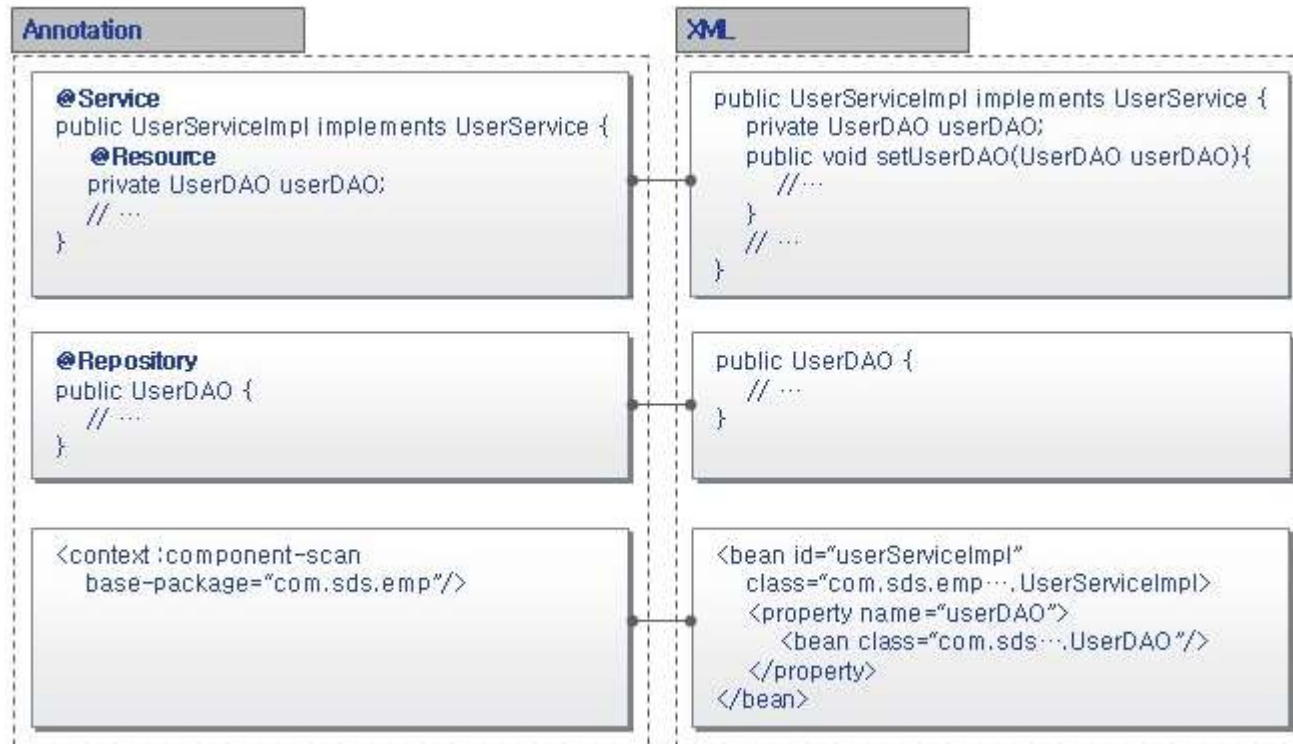 Annotation
@Service
public UserServiceImpl implements UserService {
@Resource
private UserDAO userDAO;
// ···
}
@Repository
public UserDAO {
// ···
}
<context:component-scan
base-package="com.sds.emp"/>
XML
public UserServiceImpl implements UserService {
private UserDAO userDAO;
public void setUserDAO(UserDAO userDAO){
//···
}
// ···
}
public UserDAO {
// ···
}
<bean id="userServiceImpl"
class="com.sds.emp···.UserServiceImpl>
<property name="userDAO">
<bean class="com.sds···.UserDAO"/>
</property>
</bean>